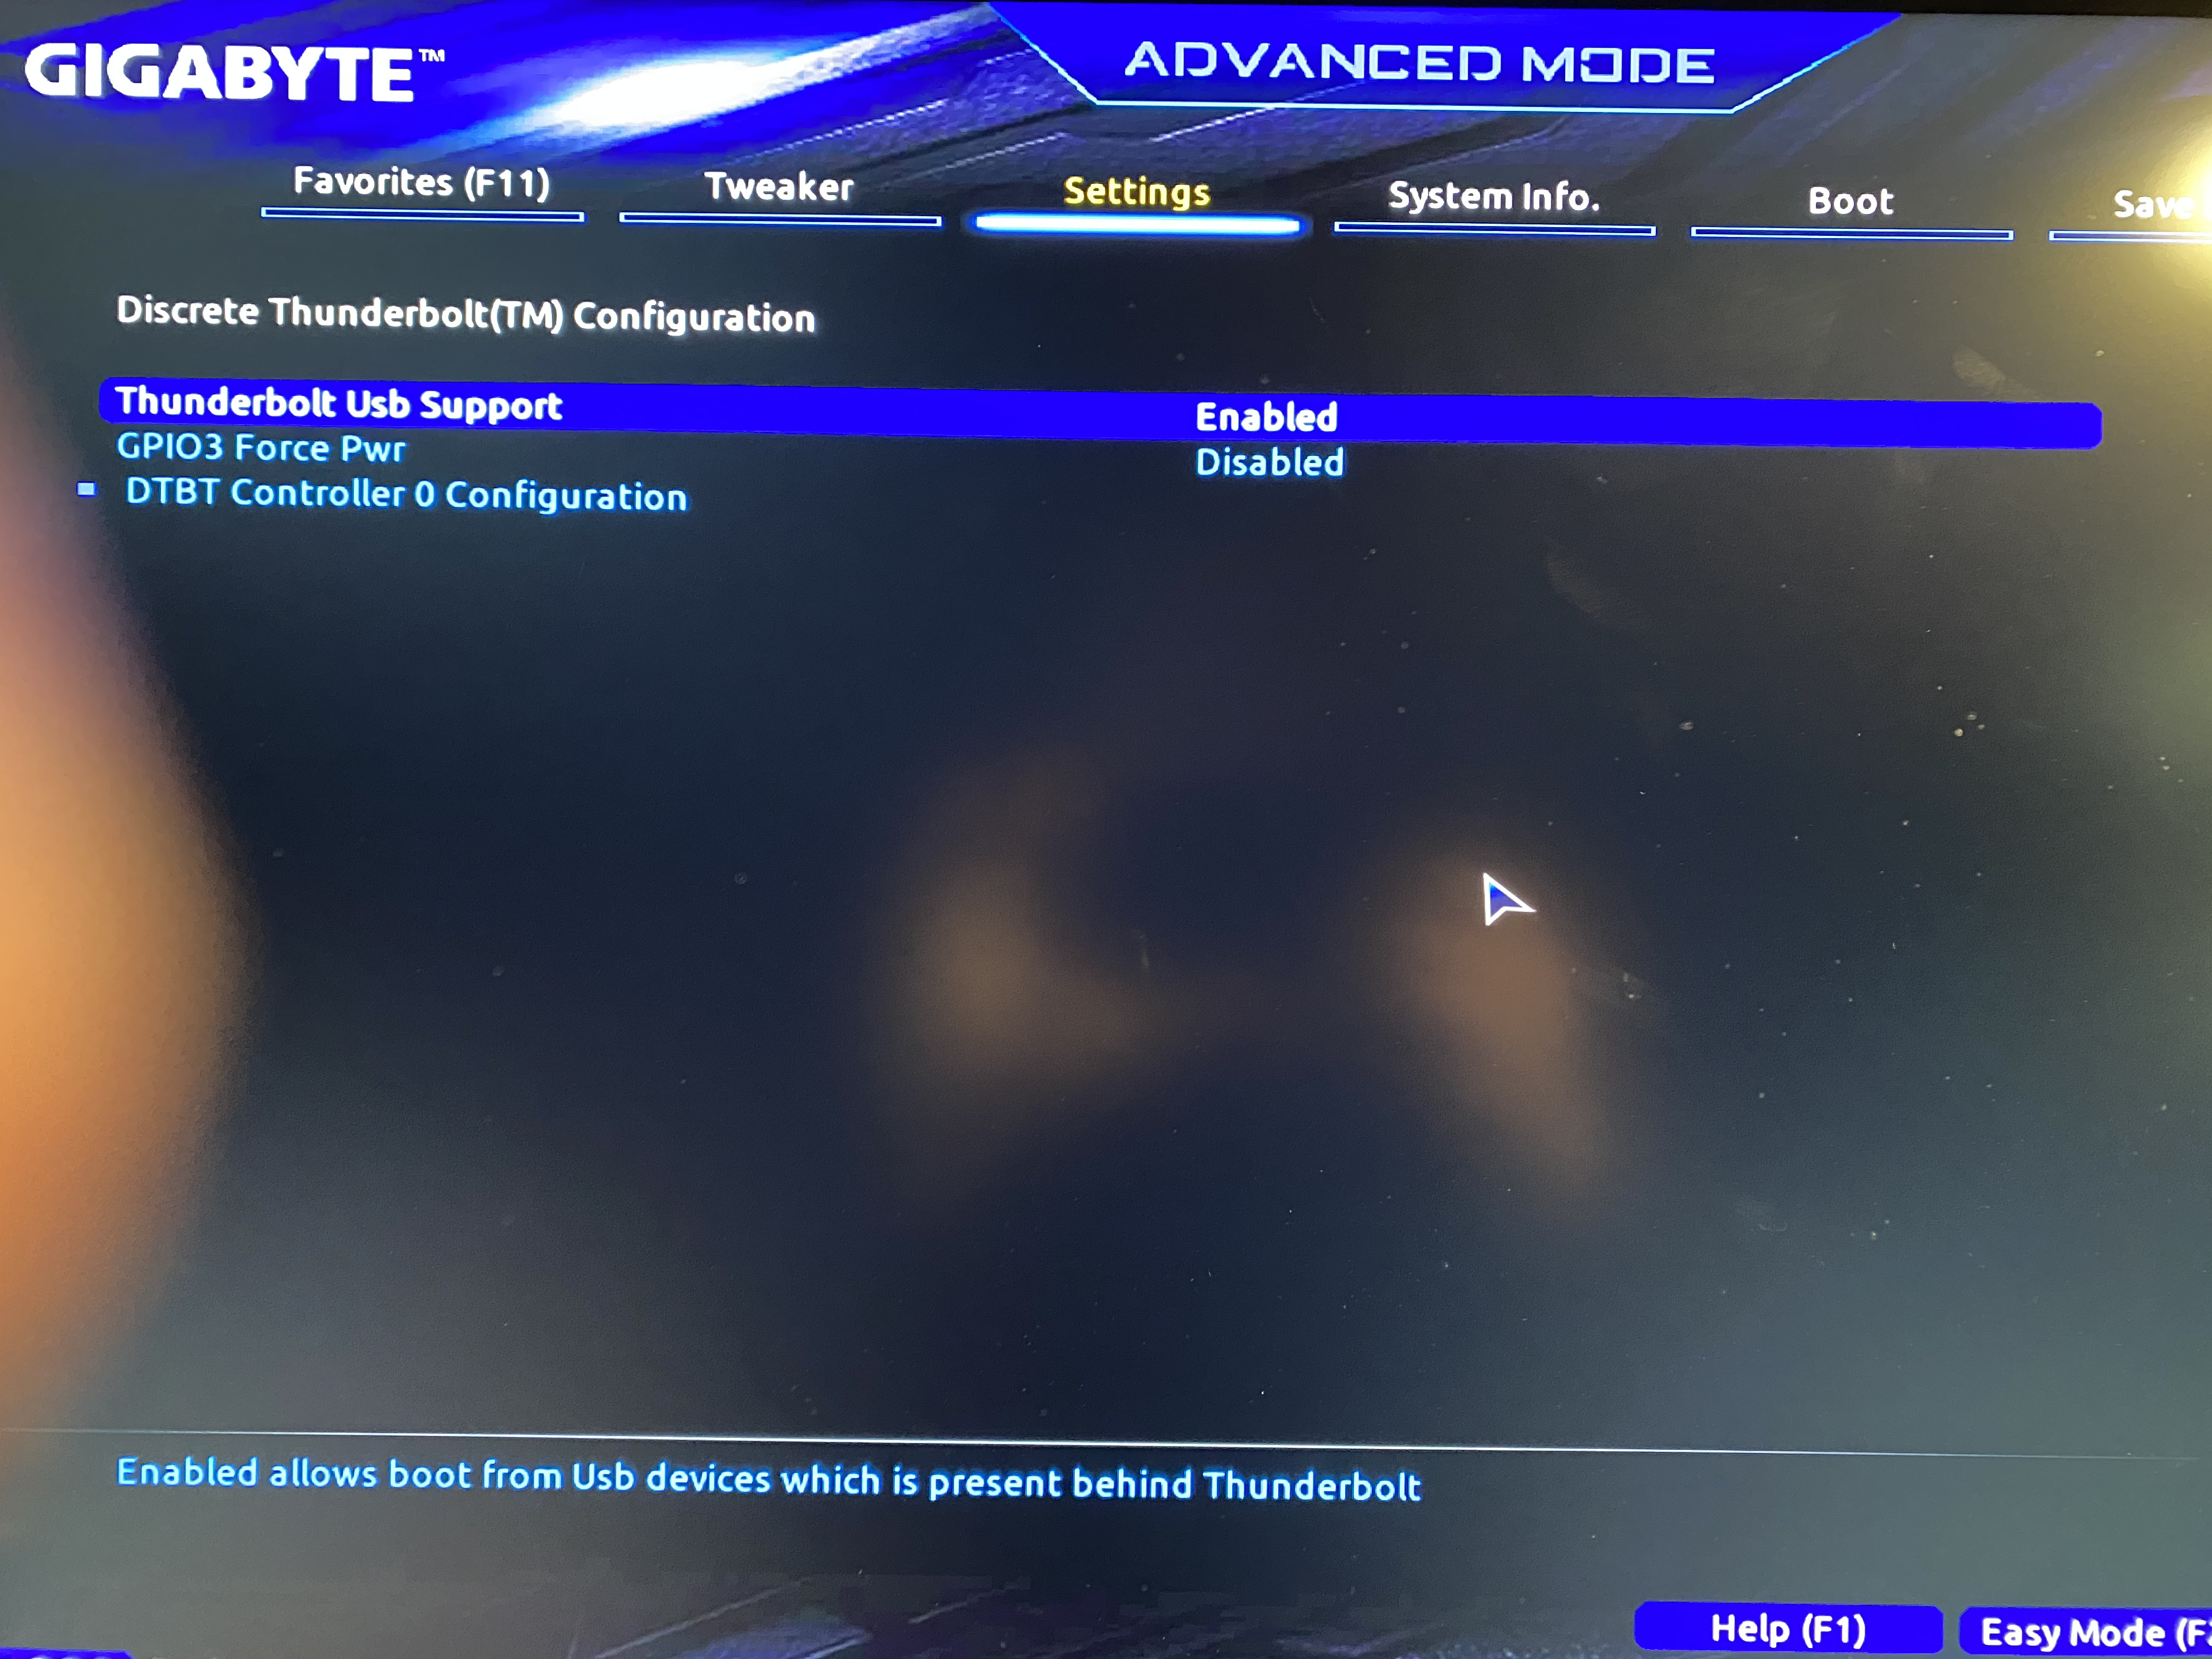 GIGABYTE™
ADVANCED MODE
Favorites (F11) Tweaker Settings System Info. Boot Save
Discrete Thunderbolt(TM) Configuration
Thunderbolt Usb Support Enabled
GPIO3 Force Pwr Disabled
DTBT Controller 0 Configuration
Enabled allows boot from Usb devices which is present behind Thunderbolt
Help (F1) Easy Mode